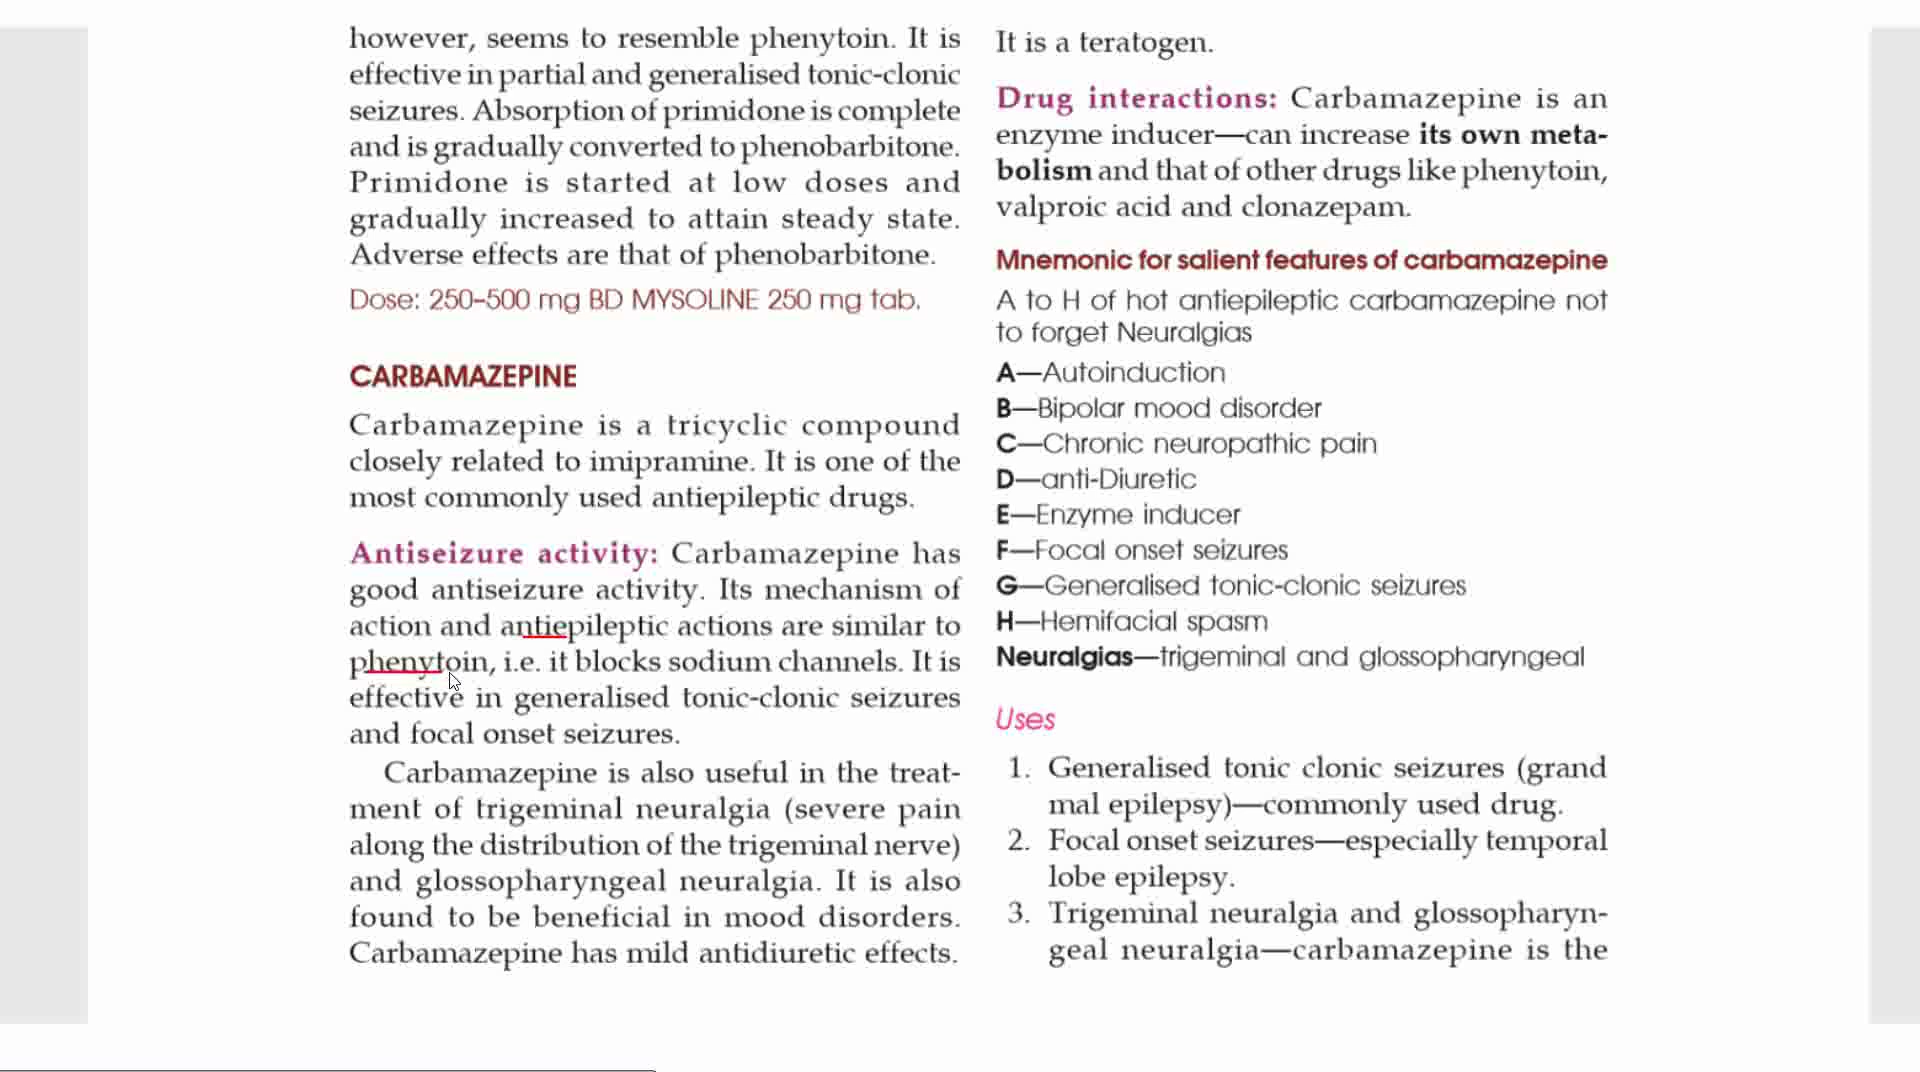 however, seems to resemble phenytoin. It is
effective in partial and generalised tonic-clonic
seizures. Absorption of primidone is complete
and is gradually converted to phenobarbitone.
Primidone is started at low doses and
gradually increased to attain steady state.
Adverse effects are that of phenobarbitone.
Dose: 250–500 mg BD MYSOLINE 250 mg tab.
CARBAMAZEPINE
Carbamazepine is a tricyclic compound
closely related to imipramine. It is one of the
most commonly used antiepileptic drugs.
Antiseizure activity: Carbamazepine has
good antiseizure activity. Its mechanism of
action and antiepileptic actions are similar to
phenytoin, i.e. it blocks sodium channels. It is
effective in generalised tonic-clonic seizures
and focal onset seizures.
Carbamazepine is also useful in the treat-
ment of trigeminal neuralgia (severe pain
along the distribution of the trigeminal nerve)
and glossopharyngeal neuralgia. It is also
found to be beneficial in mood disorders.
Carbamazepine has mild antidiuretic effects.
It is a teratogen.
Drug interactions: Carbamazepine is an
enzyme inducer—can increase its own meta-
bolism and that of other drugs like phenytoin,
valproic acid and clonazepam.
Mnemonic for salient features of carbamazepine
A to H of hot antiepileptic carbamazepine not
to forget Neuralgias
A—Autoinduction
B—Bipolar mood disorder
C—Chronic neuropathic pain
D—anti-Diuretic
E—Enzyme inducer
F—Focal onset seizures
G—Generalised tonic-clonic seizures
H—Hemifacial spasm
Neuralgias—trigeminal and glossopharyngeal
Uses
1. Generalised tonic clonic seizures (grand
mal epilepsy)—commonly used drug.
2. Focal onset seizures—especially temporal
lobe epilepsy.
3. Trigeminal neuralgia and glossopharyn-
geal neuralgia—carbamazepine is the